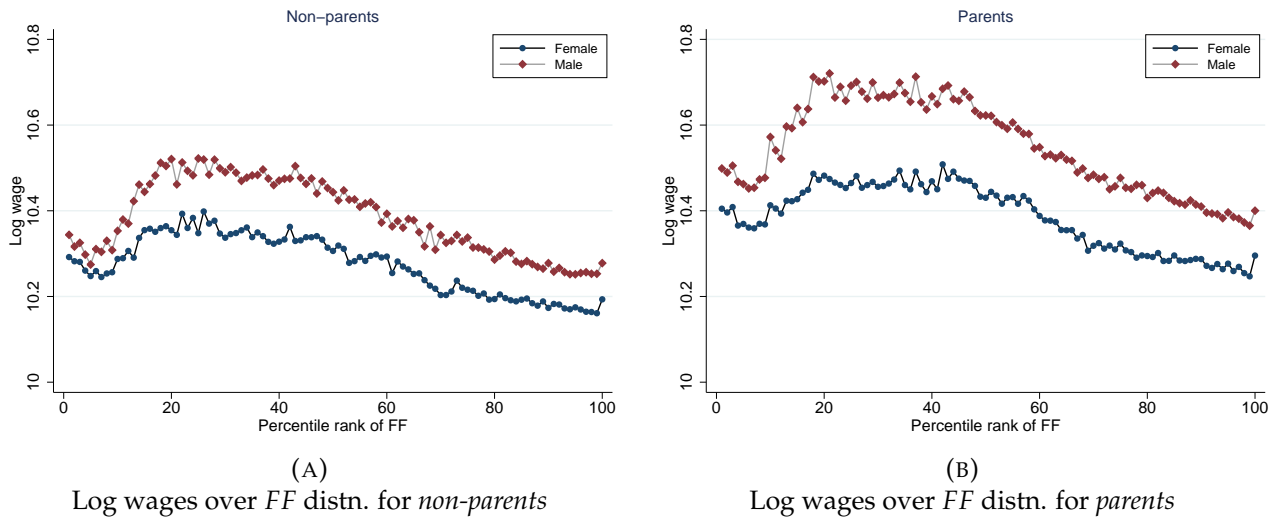 Non−parents
Female
Male
Log wage
10
10.2
10.4
10.6
10.8
0 20 40 60 80 100
Percentile rank of FF
(A)
Log wages over FF distn. for non-parents
Parents
Female
Male
Log wage
10
10.2
10.4
10.6
10.8
0 20 40 60 80 100
Percentile rank of FF
(B)
Log wages over FF distn. for parents